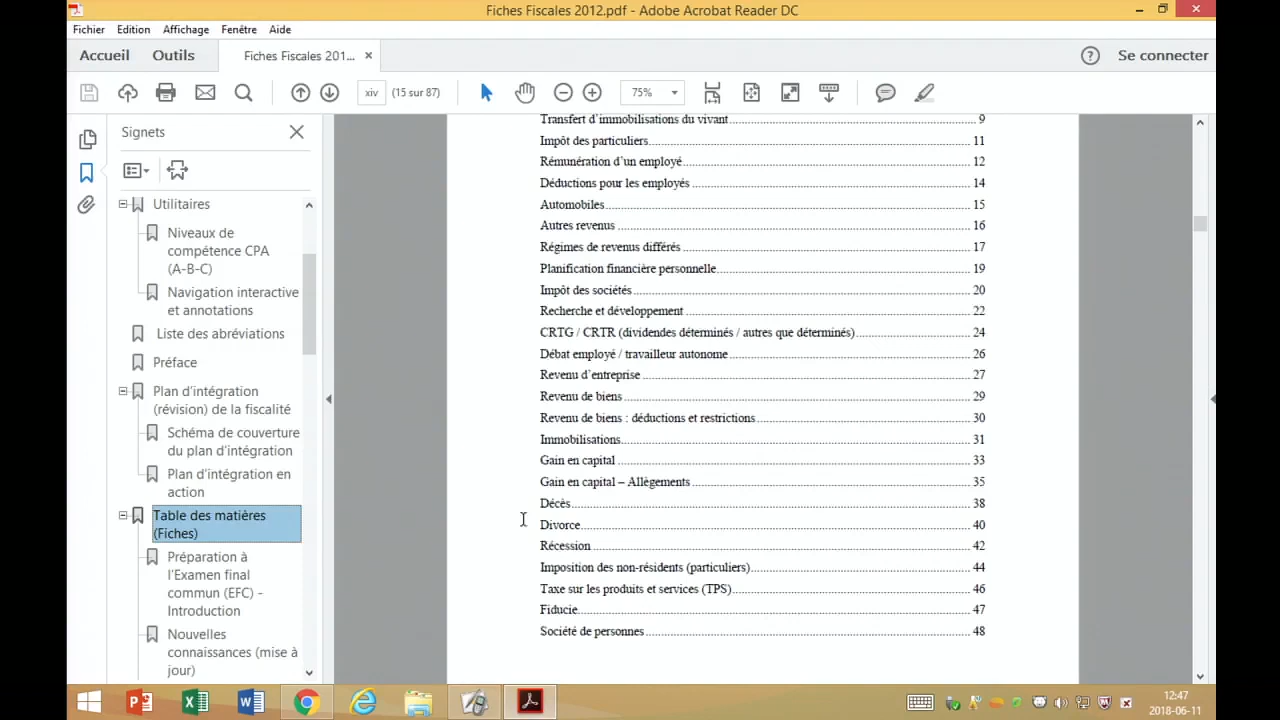 Fiches Fiscales 2012.pdf - Adobe Acrobat Reader DC
Fichier Edition Affichage Fenêtre Aide
Accueil Outils Fiches Fiscales 201... × ? Se connecter
xiv (15 sur 87) 75%
Signets
Utilitaires
Niveaux de
compétence CPA
(A-B-C)
Navigation interactive
et annotations
Liste des abréviations
Préface
Plan d'intégration
(révision) de la fiscalité
Schéma de couverture
du plan d'intégration
Plan d'intégration en
action
Table des matières
(Fiches)
Préparation à
l'Examen final
commun (EFC) -
Introduction
Nouvelles
connaissances (mise à
jour)
Transfert d'immobilisations du vivant 9
Impôt des particuliers 11
Rémunération d'un employé 12
Déductions pour les employés 14
Automobiles 15
Autres revenus 16
Régimes de revenus différés 17
Planification financière personnelle 19
Impôt des sociétés 20
Recherche et développement 22
CRTG / CRTR (dividendes déterminés / autres que déterminés) 24
Débat employé / travailleur autonome 26
Revenu d'entreprise 27
Revenu de biens 29
Revenu de biens : déductions et restrictions 30
Immobilisations 31
Gain en capital 33
Gain en capital – Allègements 35
Décès 38
Divorce 40
Récession 42
Imposition des non-résidents (particuliers) 44
Taxe sur les produits et services (TPS) 46
Fiducie 47
Société de personnes 48
12:47
2018-06-11